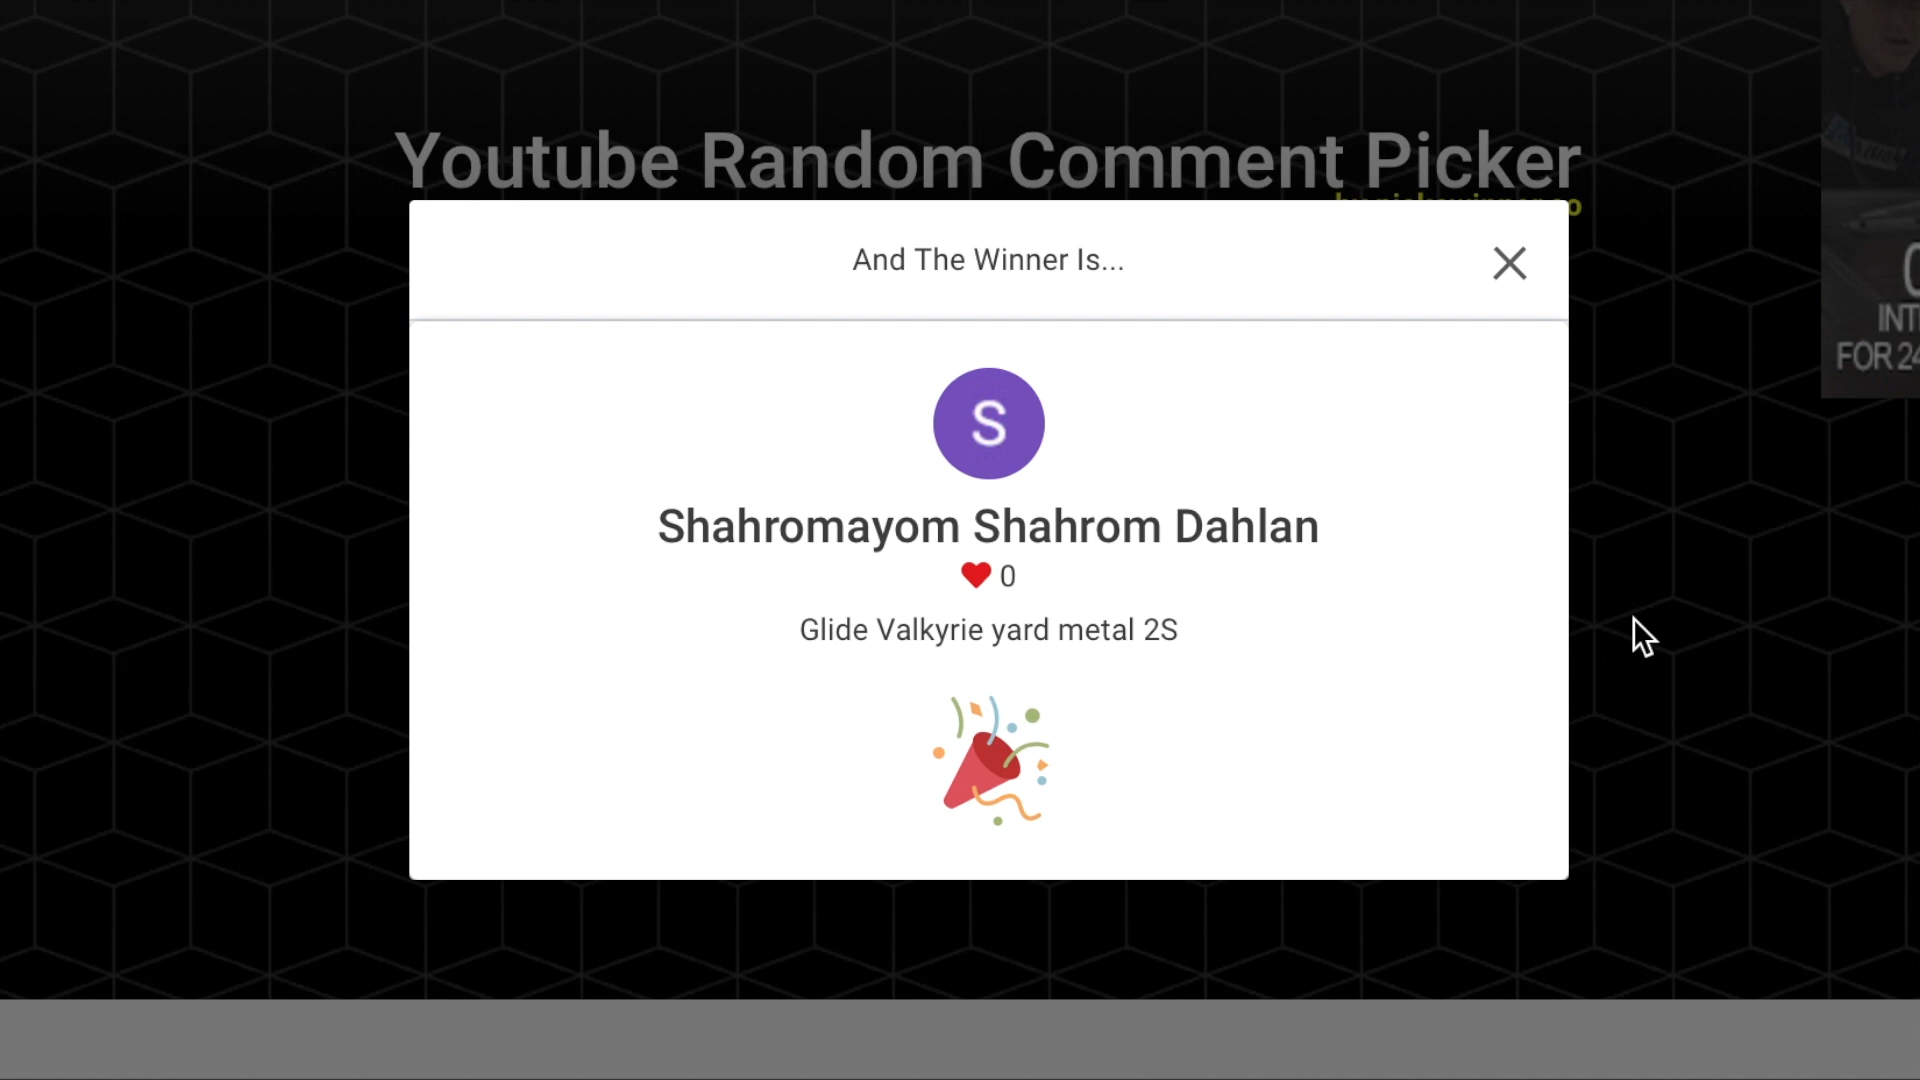 Youtube Random Comment Picker
And The Winner Is...
S
Shahromayom Shahrom Dahlan
0
Glide Valkyrie yard metal 2S
FOR 24